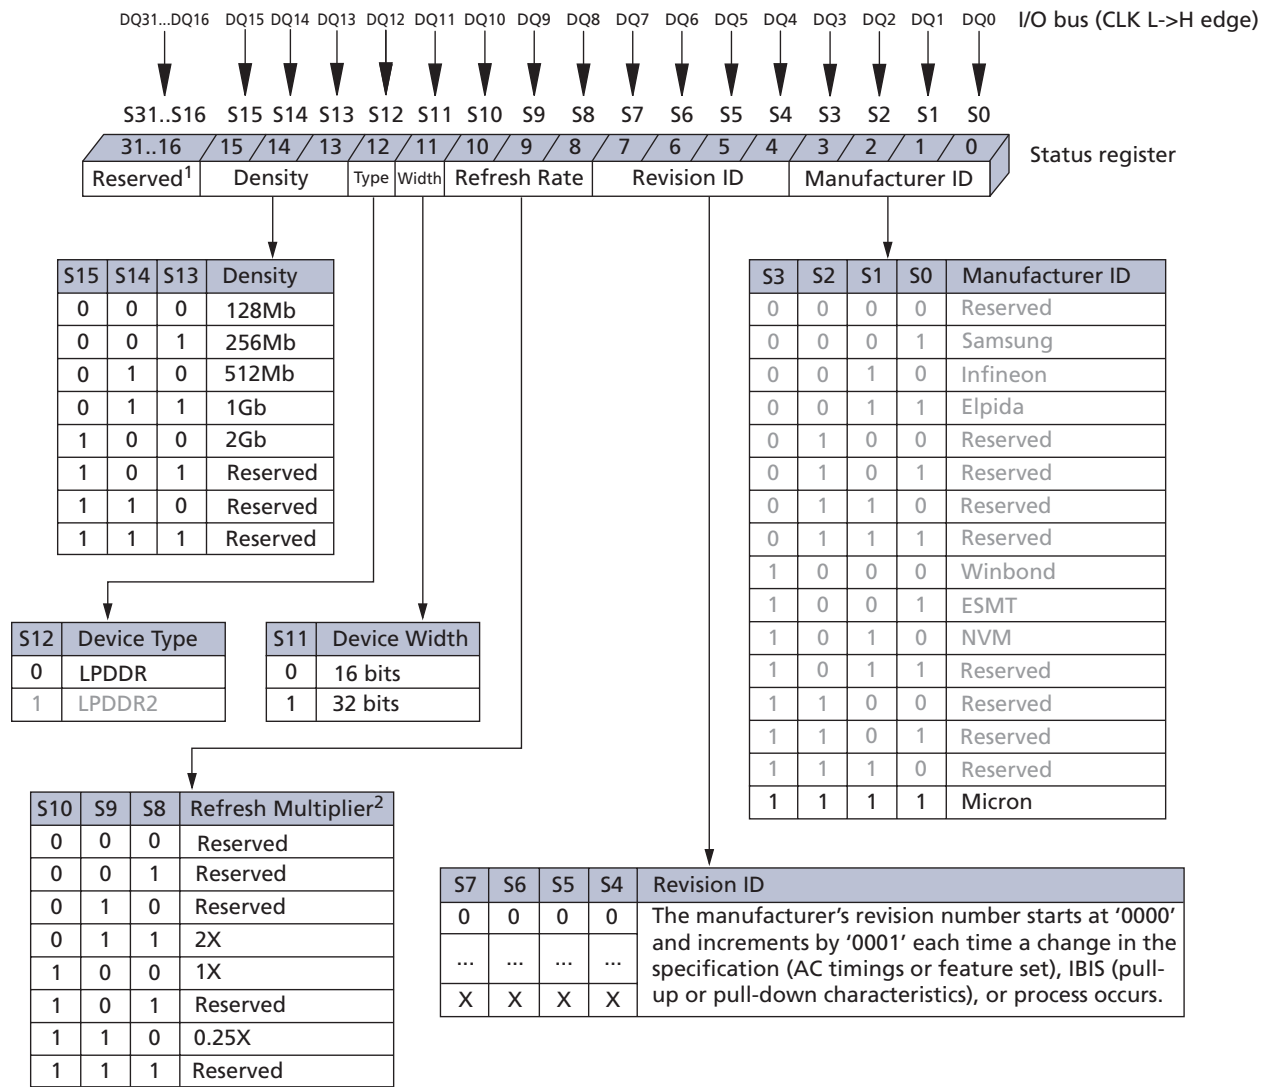 DQ31...DQ16 DQ15 DQ14 DQ13 DQ12 DQ11 DQ10 DQ9 DQ8 DQ7 DQ6 DQ5 DQ4 DQ3 DQ2 DQ1 DQ0 I/O bus (CLK L->H edge)
S31..S16 S15 S14 S13 S12 S11 S10 S9 S8 S7 S6 S5 S4 S3 S2 S1 S0
31..16 15 14 13 12 11 10 9 8 7 6 5 4 3 2 1 0 Status register
Reserved1 Density Type Width Refresh Rate Revision ID Manufacturer ID
S15 S14 S13 Density
0 0 0 128Mb
0 0 1 256Mb
0 1 0 512Mb
0 1 1 1Gb
1 0 0 2Gb
1 0 1 Reserved
1 1 0 Reserved
1 1 1 Reserved
S3 S2 S1 S0 Manufacturer ID
0 0 0 0 Reserved
0 0 0 1 Samsung
0 0 1 0 Infineon
0 0 1 1 Elpida
0 1 0 0 Reserved
0 1 0 1 Reserved
0 1 1 0 Reserved
0 1 1 1 Reserved
1 0 0 0 Winbond
1 0 0 1 ESMT
1 0 1 0 NVM
1 0 1 1 Reserved
1 1 0 0 Reserved
1 1 0 1 Reserved
1 1 1 0 Reserved
1 1 1 1 Micron
S12 Device Type
0 LPDDR
1 LPDDR2
S11 Device Width
0 16 bits
1 32 bits
S10 S9 S8 Refresh Multiplier2
0 0 0 Reserved
0 0 1 Reserved
0 1 0 Reserved
0 1 1 2X
1 0 0 1X
1 0 1 Reserved
1 1 0 0.25X
1 1 1 Reserved
S7 S6 S5 S4 Revision ID
0 0 0 0 The manufacturer’s revision number starts at ‘0000’
and increments by ‘0001’ each time a change in the
... ... ... ... specification (AC timings or feature set), IBIS (pull-
X X X X up or pull-down characteristics), or process occurs.